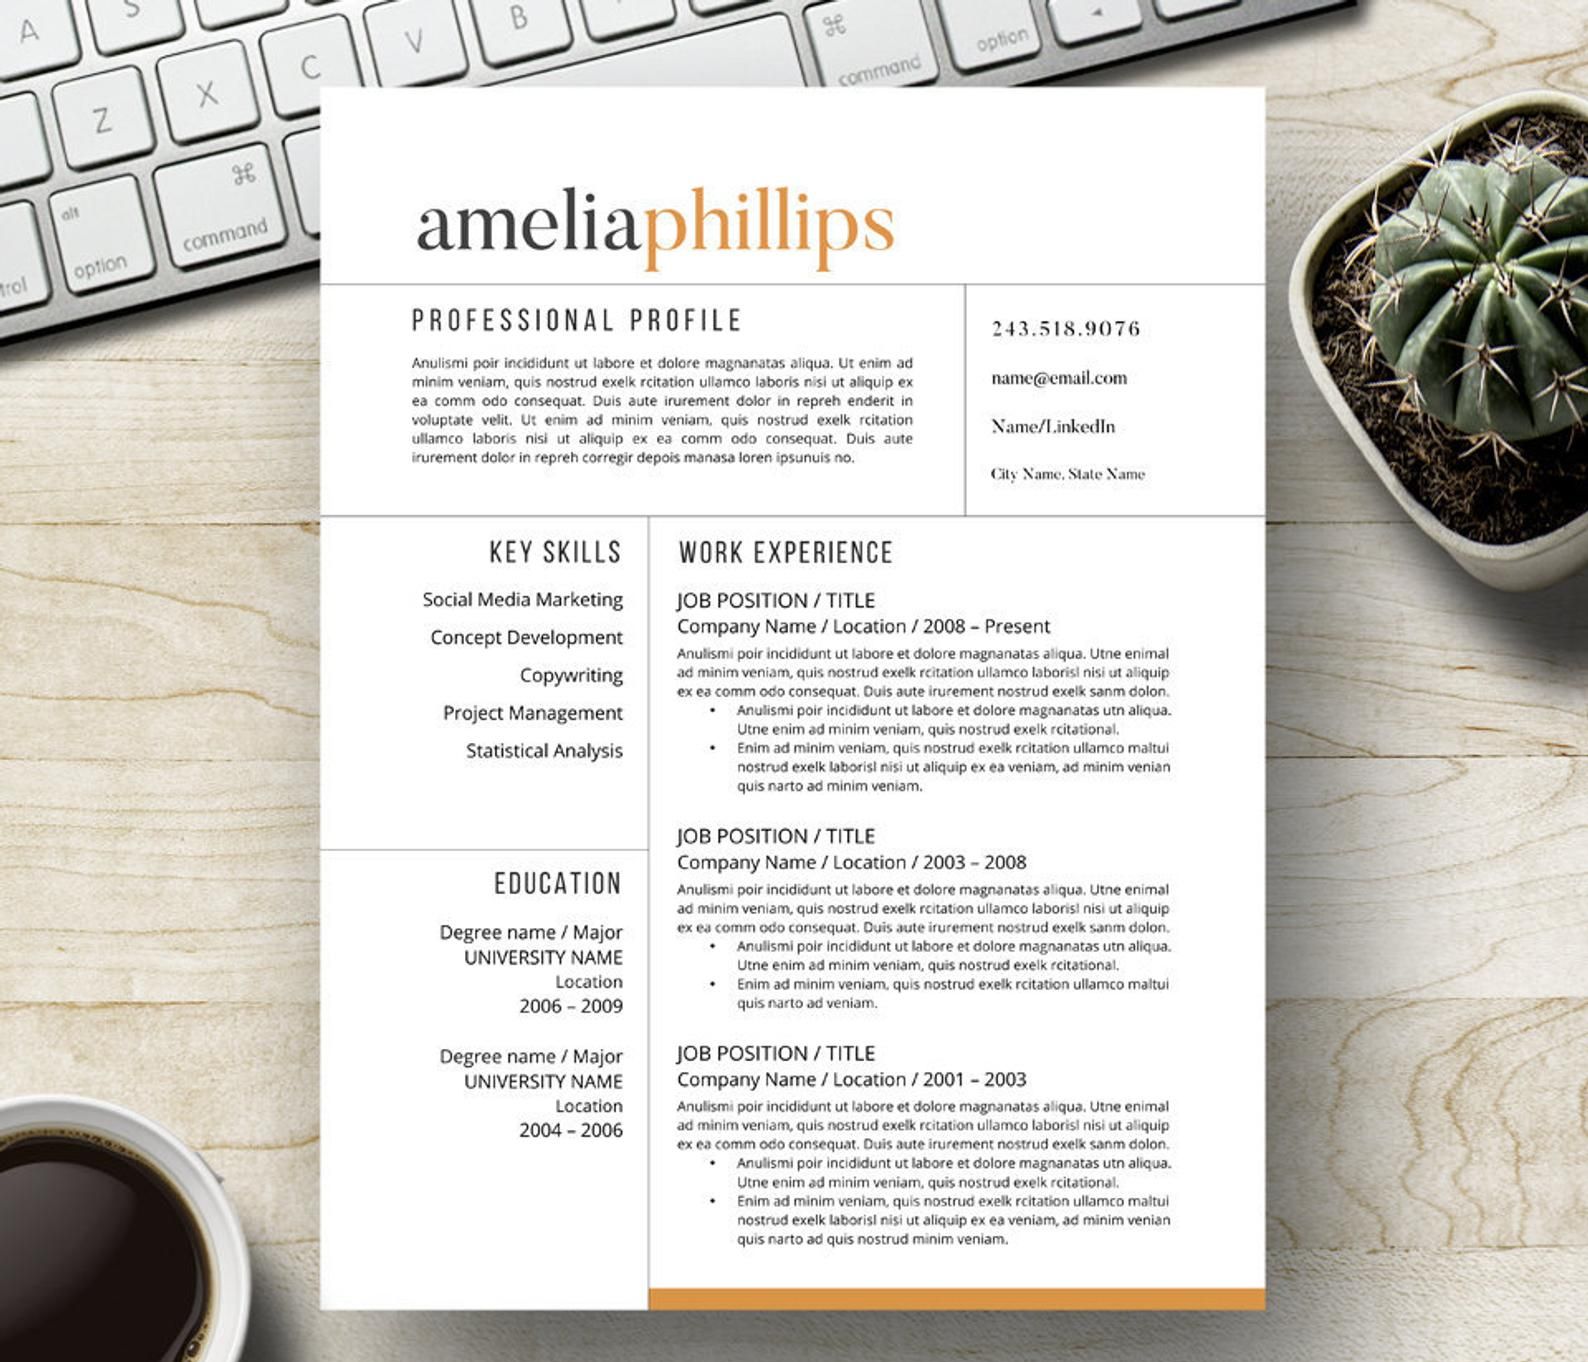 A
S
Z
X
C
V
B
⌘
command
option
◄
alt
option
⌘
command
trol
ameliaphillips
PROFESSIONAL PROFILE
Anulismi poir incididunt ut labore et dolore magnanatas aliqua. Ut enim ad
minim veniam, quis nostrud exelk rcitation ullamco laboris nisi ut aliquip ex
ea comm odo consequat. Duis aute irurement dolor in repreh enderit in
voluptate velit. Ut enim ad minim veniam, quis nostrud exelk rcitation
ullamco laboris nisi ut aliquip ex ea comm odo consequat. Duis aute
irurement dolor in repreh corregir depois manasa loren ipsunuis no.
243.518.9076
name@email.com
Name/LinkedIn
City Name, State Name
KEY SKILLS
Social Media Marketing
Concept Development
Copywriting
Project Management
Statistical Analysis
EDUCATION
Degree name / Major
UNIVERSITY NAME
Location
2006 – 2009
Degree name / Major
UNIVERSITY NAME
Location
2004 – 2006
WORK EXPERIENCE
JOB POSITION / TITLE
Company Name / Location / 2008 – Present
Anulismi poir incididunt ut labore et dolore magnanatas aliqua. Utne enimal
ad minim veniam, quis nostrud exelk rcitation ullamco laborisl nisi ut aliquip
ex ea comm odo consequat. Duis aute irurement nostrud exelk sanm dolon.
• Anulismi poir incididunt ut labore et dolore magnanatas utn aliqua.
Utne enim ad minim veniam, quis nostrud exelk rcitational.
• Enim ad minim veniam, quis nostrud exelk rcitation ullamco maltui
nostrud exelk laborisl nisi ut aliquip ex ea veniam, ad minim venian
quis narto ad minim veniam.
JOB POSITION / TITLE
Company Name / Location / 2003 – 2008
Anulismi poir incididunt ut labore et dolore magnanatas aliqua. Utne enimal
ad minim veniam, quis nostrud exelk rcitation ullamco laborisl nisi ut aliquip
ex ea comm odo consequat. Duis aute irurement nostrud exelk sanm dolon.
• Anulismi poir incididunt ut labore et dolore magnanatas utn aliqua.
Utne enim ad minim veniam, quis nostrud exelk rcitational.
• Enim ad minim veniam, quis nostrud exelk rcitation ullamco maltui
quis narto ad veniam.
JOB POSITION / TITLE
Company Name / Location / 2001 – 2003
Anulismi poir incididunt ut labore et dolore magnanatas aliqua. Utne enimal
ad minim veniam, quis nostrud exelk rcitation ullamco laborisl nisi ut aliquip
ex ea comm odo consequat. Duis aute irurement nostrud exelk sanm dolon.
• Anulismi poir incididunt ut labore et dolore magnanatas utn aliqua.
Utne enim ad minim veniam, quis nostrud exelk rcitational.
• Enim ad minim veniam, quis nostrud exelk rcitation ullamco maltui
nostrud exelk laborisl nisi ut aliquip ex ea veniam, ad minim venian
quis narto ad quis nostrud minim veniam.